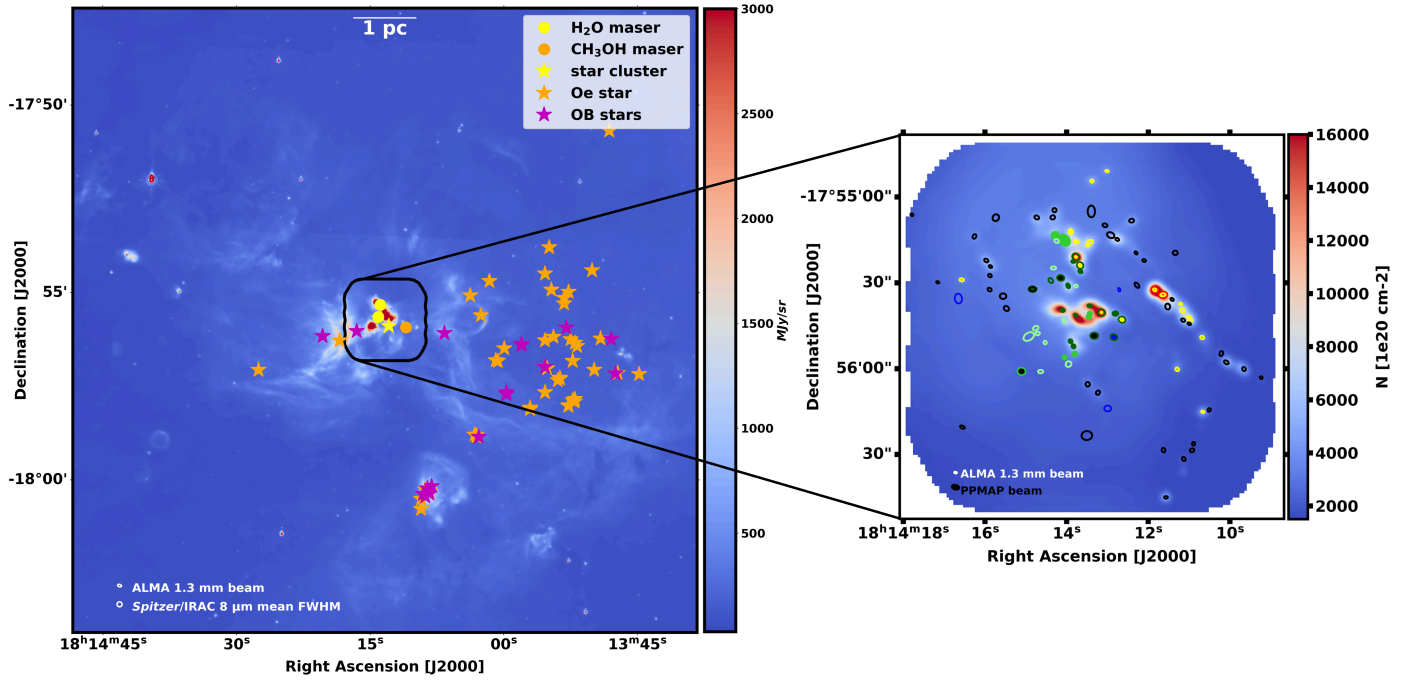 1 pc
H₂O maser
CH₃OH maser
star cluster
Oe star
OB stars
-17°50'
55'
-18°00'
Declination [J2000]
ALMA 1.3 mm beam
Spitzer/IRAC 8 μm mean FWHM
18ʰ14ᵐ45ˢ
30ˢ
15ˢ
00ˢ
13ᵐ45ˢ
Right Ascension [J2000]
3000
2500
2000
1500
1000
500
MJy/sr
-17°55'00"
30"
56'00"
30"
Declination [J2000]
ALMA 1.3 mm beam
PPMAP beam
18ʰ14ᵐ18ˢ
16ˢ
14ˢ
12ˢ
10ˢ
Right Ascension [J2000]
16000
14000
12000
10000
8000
6000
4000
2000
N [1e20 cm-2]